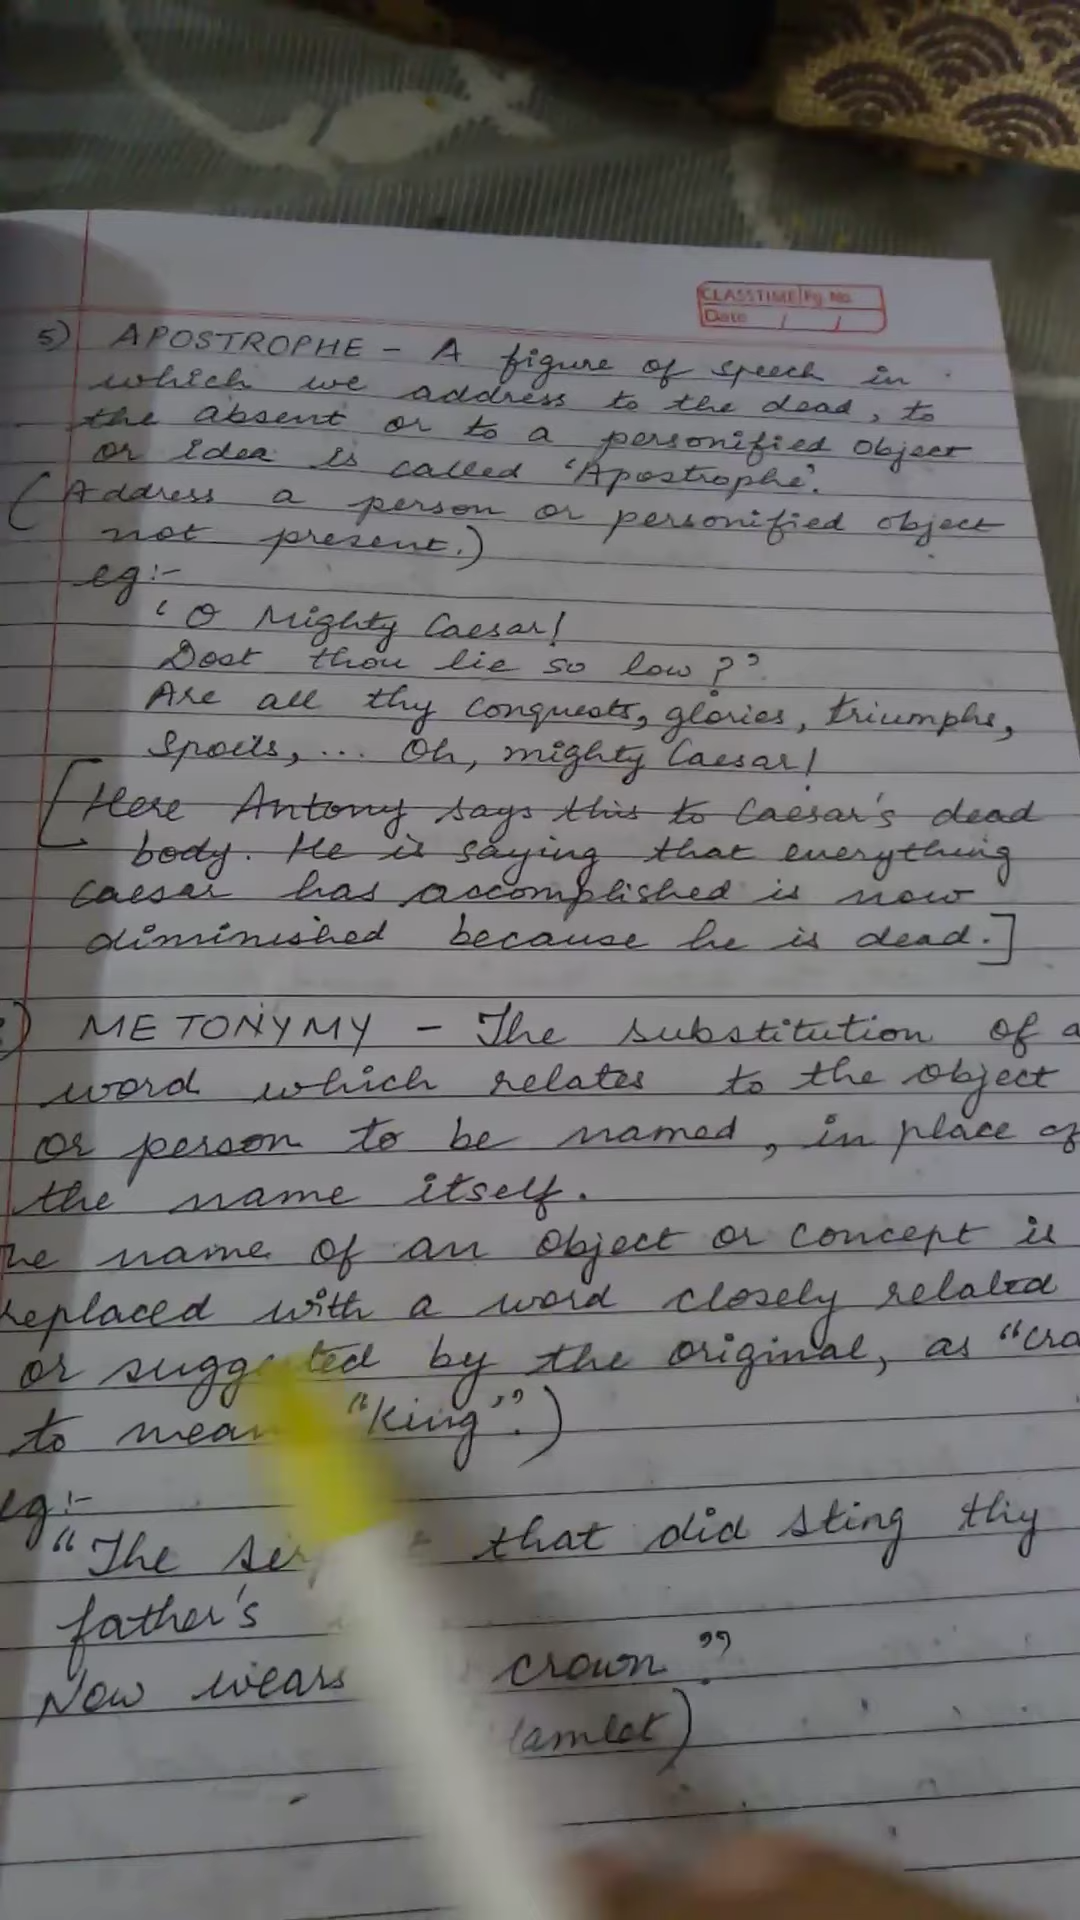 CLASSTIME Pg. No.
Date / /
5) APOSTROPHE - A figure of speech in
which we address to the dead, to
the absent or to a personified object
or idea is called 'Apostrophe'.
(Address a person or personified object
not present.)
eg:-
'O Mighty Caesar!
Dost thou lie so low?'
Are all thy conquests, glories, triumphs,
Spoils, ... Oh, mighty Caesar!
[Here Antony says this to Caesar's dead
body. He is saying that everything
Caesar has accomplished is now
diminished because he is dead.]
) METONYMY - The substitution of a
word which relates to the object
or person to be named, in place of
the name itself.
name of an object or concept is
replaced with a word closely related
or by the original, as "cro
to "King".)
eg:-
"The that did sting thy
father's
Now wears crown".
amlet)